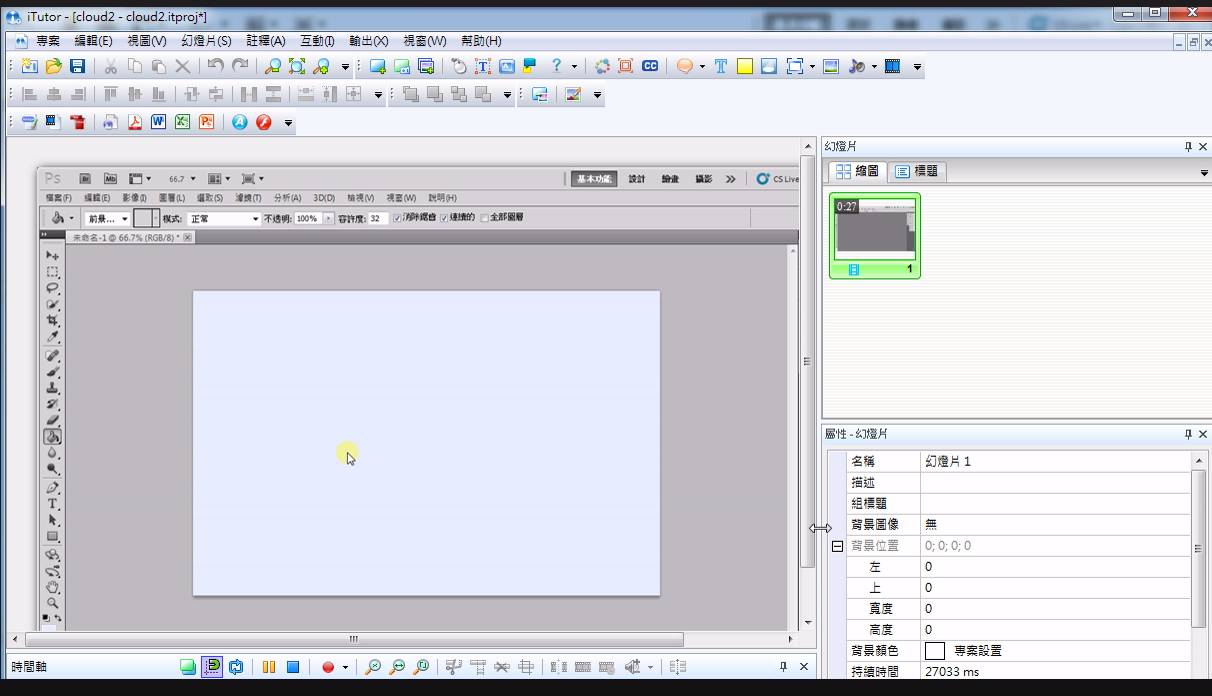 iTutor - [cloud2 - cloud2.itproj*]
專案 編輯(E) 視圖(V) 幻燈片(S) 註釋(A) 互動(I) 輸出(X) 視窗(W) 幫助(H)
幻燈片
縮圖 標題
0:27
1
Ps Br Mb 66.7 基本功能 設計 繪畫 攝影 CS Live
檔案(F) 編輯(E) 影像(I) 圖層(L) 選取(S) 濾鏡(T) 分析(A) 3D(D) 檢視(V) 視窗(W) 說明(H)
前景... 模式: 正常 不透明: 100% 容許度: 32 消除鋸齒 連續的 全部圖層
未命名-1 @ 66.7% (RGB/8) *
屬性 - 幻燈片
名稱 幻燈片 1
描述
組標題
背景圖像 無
背景位置 0; 0; 0; 0
左 0
上 0
寬度 0
高度 0
背景顏色 專案設置
持續時間 27033 ms
時間軸